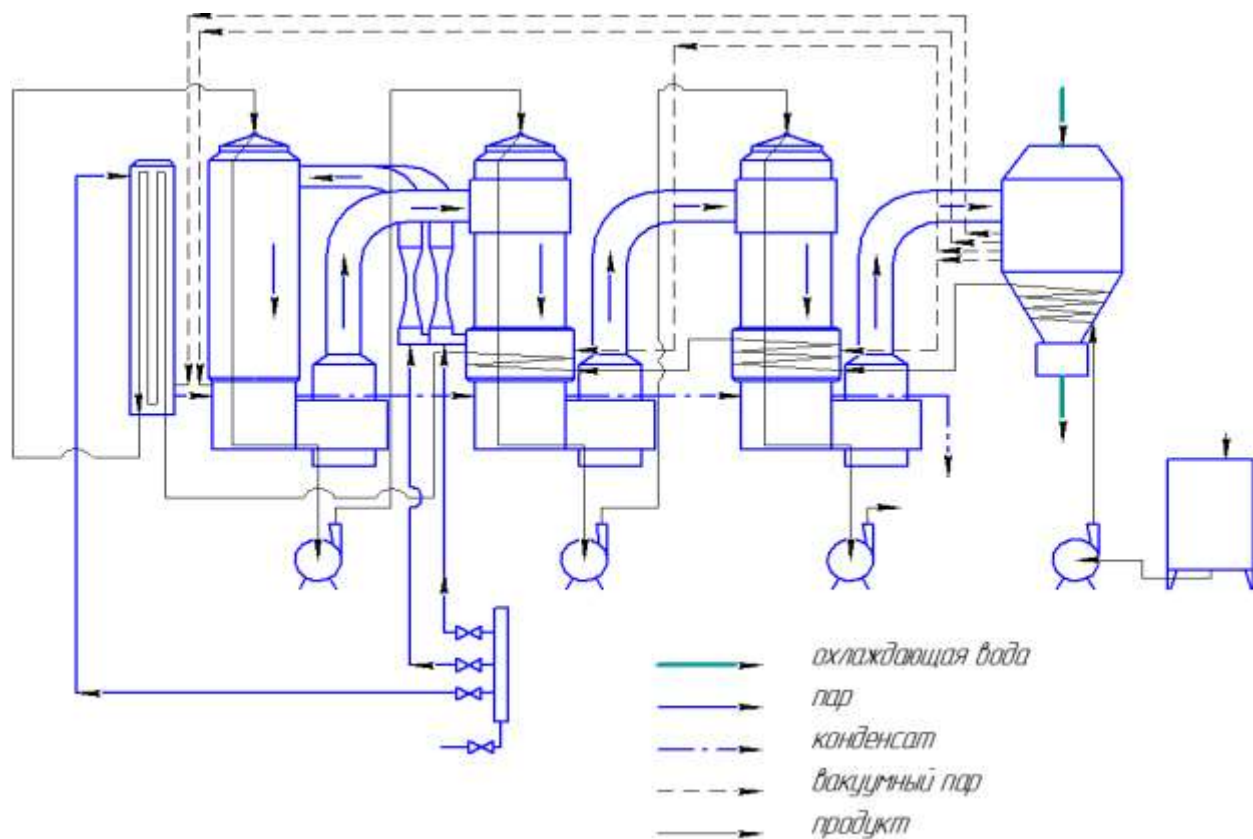 охлаждающая вода
пар
конденсат
вакуумный пар
продукт